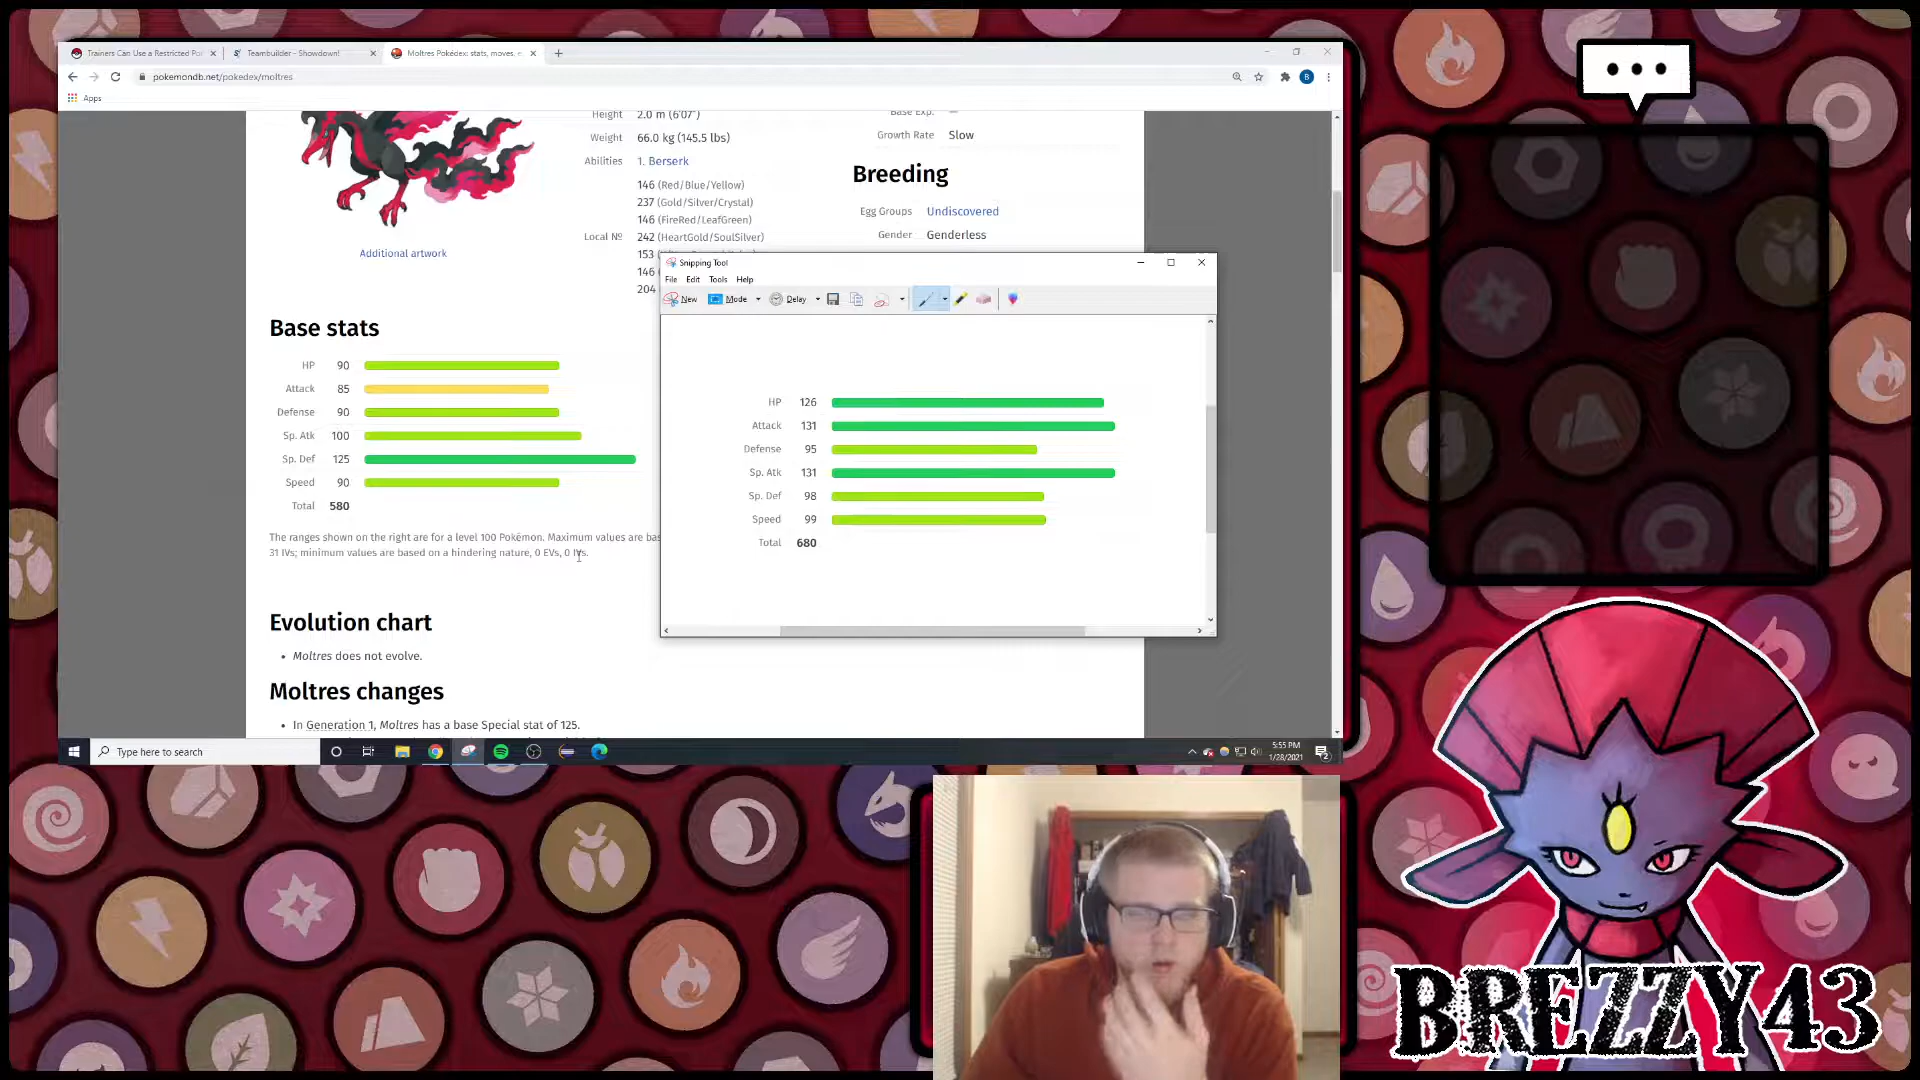 Trainers Can Use a Restricted Po
Teambuilder - Showdown!
Moltres Pokédex: stats, moves, e
pokemondb.net/pokedex/moltres
B
Apps
Height 2.0 m (6'07")
Weight 66.0 kg (145.5 lbs)
Abilities 1. Berserk
Local № 146 (Red/Blue/Yellow)
237 (Gold/Silver/Crystal)
146 (FireRed/LeafGreen)
242 (HeartGold/SoulSilver)
153
146
204
Additional artwork
Base Exp. —
Growth Rate Slow
Breeding
Egg Groups Undiscovered
Gender Genderless
Base stats
HP 90
Attack 85
Defense 90
Sp. Atk 100
Sp. Def 125
Speed 90
Total 580
The ranges shown on the right are for a level 100 Pokémon. Maximum values are bas
31 IVs; minimum values are based on a hindering nature, 0 EVs, 0 IVs.
Evolution chart
Moltres does not evolve.
Moltres changes
In Generation 1, Moltres has a base Special stat of 125.
Snipping Tool
File Edit Tools Help
New Mode Delay
HP 126
Attack 131
Defense 95
Sp. Atk 131
Sp. Def 98
Speed 99
Total 680
Type here to search
5:55 PM
1/28/2021
2
BREZZY43